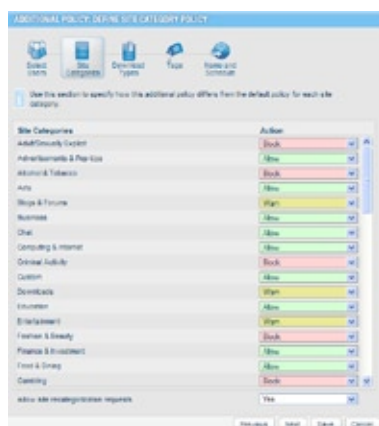 ADDITIONAL POLICY: DEFINE SITE CATEGORY POLICY
Select Users
Site Categories
Download Types
Tags
Name and Schedule
Use this section to specify how this additional policy differs from the default policy for each site category.
Site Categories Action
Adult/Sexually Explicit Block
Advertisements & Pop-Ups Allow
Alcohol & Tobacco Block
Arts Allow
Blogs & Forums Warn
Business Allow
Chat Allow
Computing & Internet Allow
Criminal Activity Block
Custom Allow
Downloads Warn
Education Allow
Entertainment Warn
Fashion & Beauty Block
Finance & Investment Allow
Food & Dining Allow
Gambling Block
Allow site recategorization requests Yes
Previous Next Save Cancel